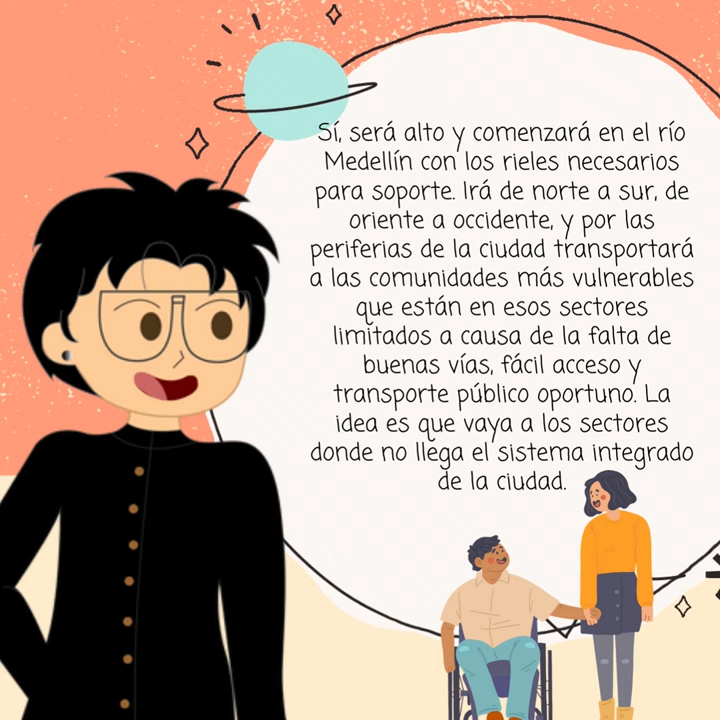 Sí, será alto y comenzará en el río
Medellín con los rieles necesarios
para soporte. Irá de norte a sur, de
oriente a occidente, y por las
periferias de la ciudad transportará
a las comunidades más vulnerables
que están en esos sectores
limitados a causa de la falta de
buenas vías, fácil acceso y
transporte público oportuno. La
idea es que vaya a los sectores
donde no llega el sistema integrado
de la ciudad.